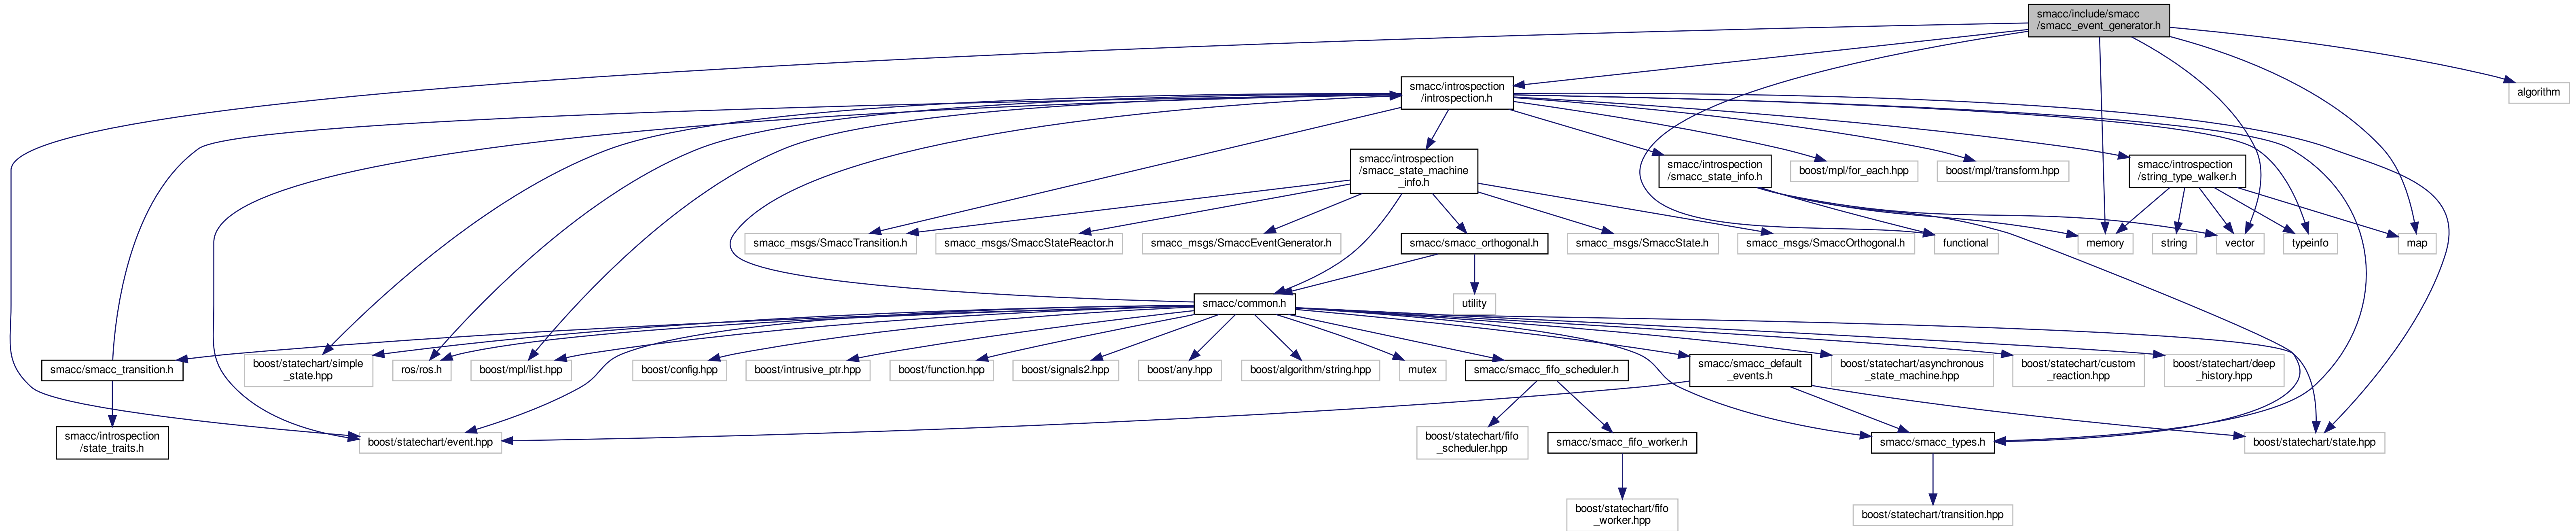 smacc/include/smacc
/smacc_event_generator.h
smacc/introspection
/introspection.h
algorithm
smacc/introspection
/smacc_state_machine
_info.h
smacc/introspection
/smacc_state_info.h
boost/mpl/for_each.hpp
boost/mpl/transform.hpp
smacc/introspection
/string_type_walker.h
smacc_msgs/SmaccTransition.h
smacc_msgs/SmaccStateReactor.h
smacc_msgs/SmaccEventGenerator.h
smacc/smacc_orthogonal.h
smacc_msgs/SmaccState.h
smacc_msgs/SmaccOrthogonal.h
functional
memory
string
vector
typeinfo
map
smacc/common.h
utility
smacc/smacc_transition.h
boost/statechart/simple
_state.hpp
ros/ros.h
boost/mpl/list.hpp
boost/config.hpp
boost/intrusive_ptr.hpp
boost/function.hpp
boost/signals2.hpp
boost/any.hpp
boost/algorithm/string.hpp
mutex
smacc/smacc_fifo_scheduler.h
smacc/smacc_default
_events.h
boost/statechart/asynchronous
_state_machine.hpp
boost/statechart/custom
_reaction.hpp
boost/statechart/deep
_history.hpp
smacc/introspection
/state_traits.h
boost/statechart/event.hpp
boost/statechart/fifo
_scheduler.hpp
smacc/smacc_fifo_worker.h
smacc/smacc_types.h
boost/statechart/state.hpp
boost/statechart/fifo
_worker.hpp
boost/statechart/transition.hpp